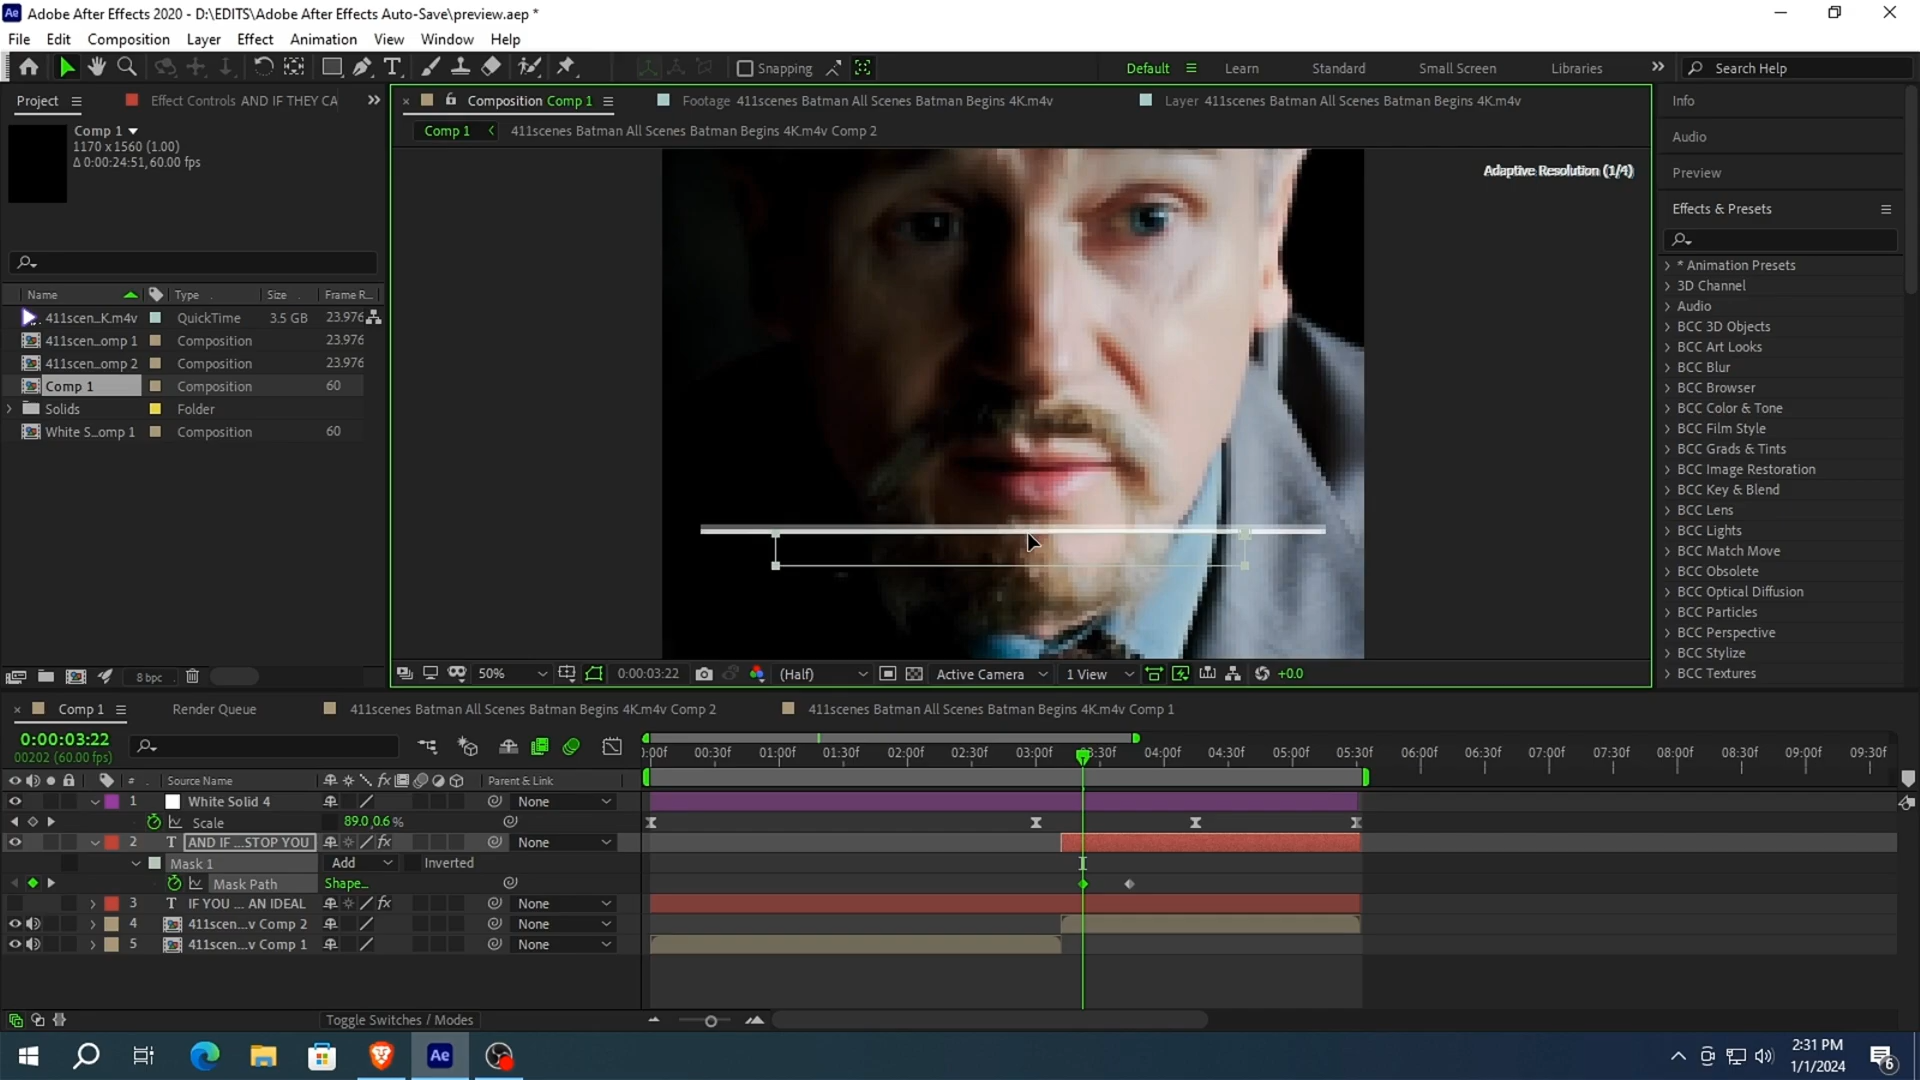 Adobe After Effects 2020 - D:\EDITS\Adobe After Effects Auto-Save\preview.aep *
File Edit Composition Layer Effect Animation View Window Help
Snapping Default Learn Standard Small Screen Libraries Search Help
Project Effect Controls AND IF THEY CA
Composition Comp 1 Footage 411scenes Batman All Scenes Batman Begins 4K.m4v Layer 411scenes Batman All Scenes Batman Begins 4K.m4v
Comp 1 411scenes Batman All Scenes Batman Begins 4K.m4v Comp 2
Comp 1
1170 x 1560 (1.00)
Δ 0:00:24:51, 60.00 fps
Adaptive Resolution (1/4)
Name Type Size Frame R...
411scen...K.m4v QuickTime 3.5 GB 23.976
411scen...omp 1 Composition 23.976
411scen...omp 2 Composition 23.976
Comp 1 Composition 60
Solids Folder
White S...omp 1 Composition 60
8 bpc
50% 0:00:03:22 (Half) Active Camera 1 View +0.0
Info
Audio
Preview
Effects & Presets
* Animation Presets
3D Channel
Audio
BCC 3D Objects
BCC Art Looks
BCC Blur
BCC Browser
BCC Color & Tone
BCC Film Style
BCC Grads & Tints
BCC Image Restoration
BCC Key & Blend
BCC Lens
BCC Lights
BCC Match Move
BCC Obsolete
BCC Optical Diffusion
BCC Particles
BCC Perspective
BCC Stylize
BCC Textures
Comp 1 Render Queue 411scenes Batman All Scenes Batman Begins 4K.m4v Comp 2 411scenes Batman All Scenes Batman Begins 4K.m4v Comp 1
0:00:03:22
00202 (60.00 fps)
):00f 00:30f 01:00f 01:30f 02:00f 02:30f 03:00f 03:30f 04:00f 04:30f 05:00f 05:30f 06:00f 06:30f 07:00f 07:30f 08:00f 08:30f 09:00f 09:30f
# Source Name Parent & Link
1 White Solid 4 None
Scale 89.0,0.6 %
2 T AND IF ...STOP YOU None
Mask 1 Add Inverted
Mask Path Shape...
3 T IF YOU ... AN IDEAL None
4 411scen...v Comp 2 None
5 411scen...v Comp 1 None
Toggle Switches / Modes
Ae
2:31 PM
1/1/2024
6